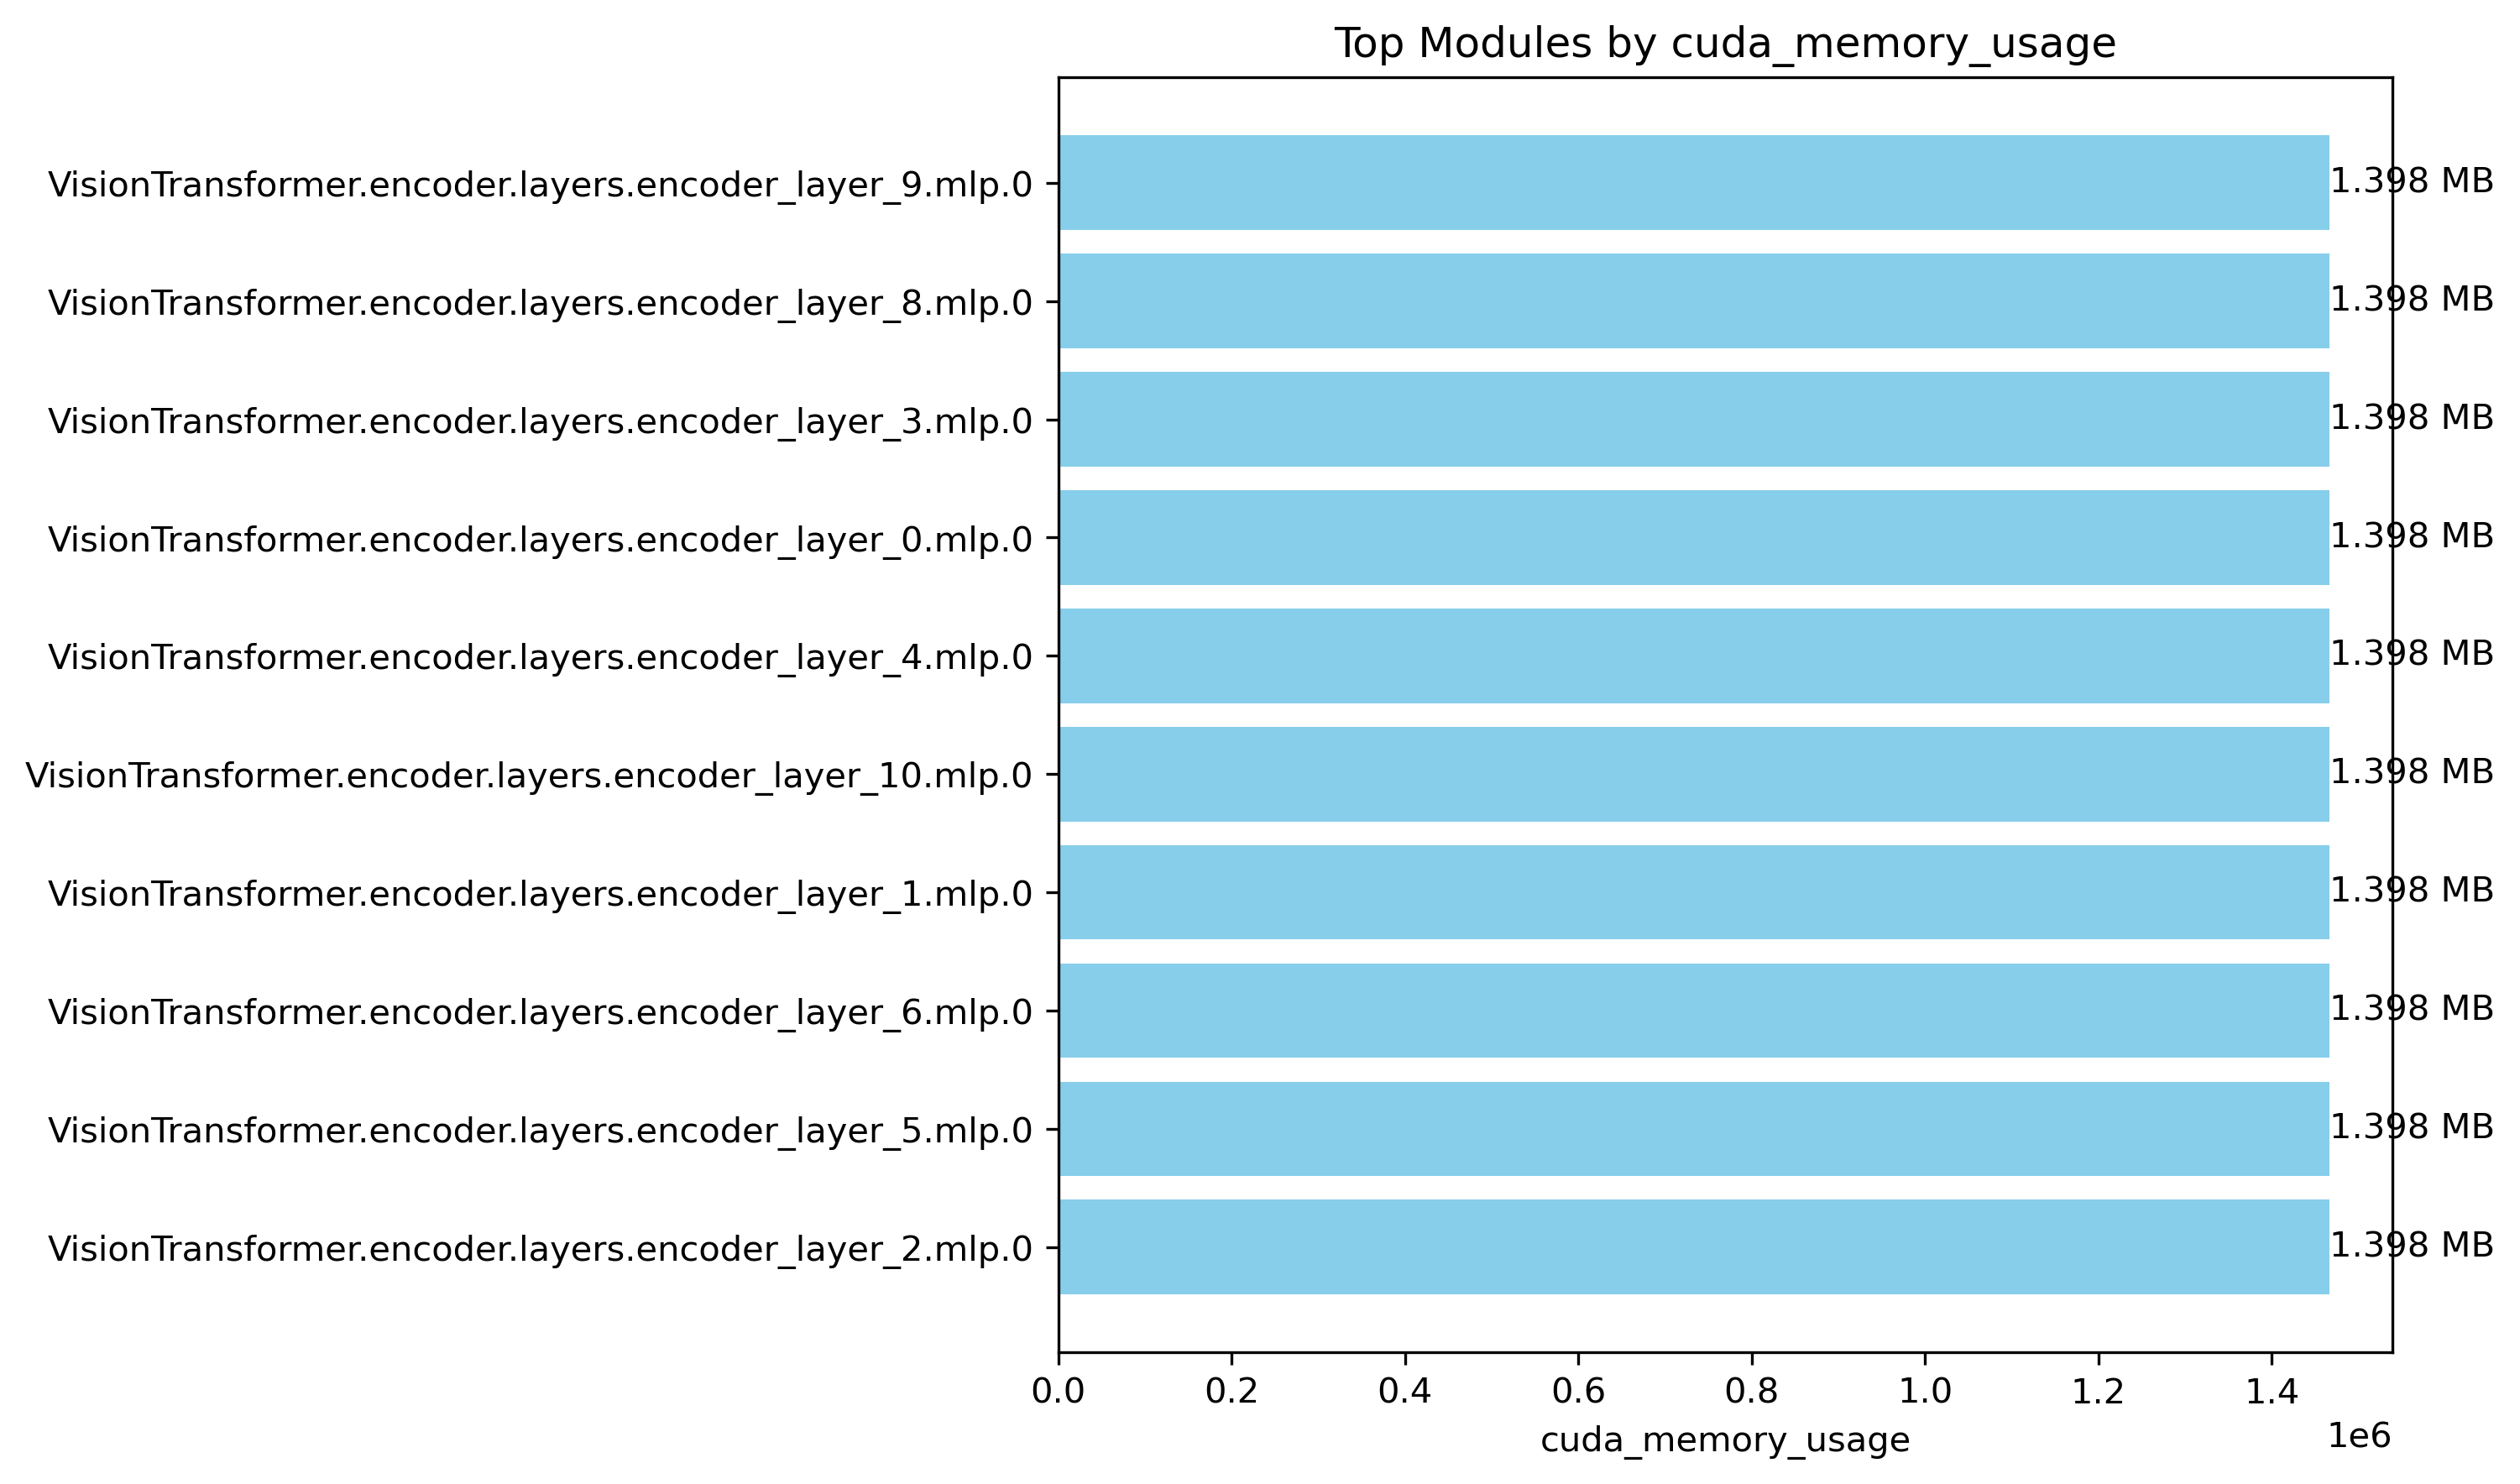 Top Modules by cuda_memory_usage
VisionTransformer.encoder.layers.encoder_layer_9.mlp.0 1.398 MB
VisionTransformer.encoder.layers.encoder_layer_8.mlp.0 1.398 MB
VisionTransformer.encoder.layers.encoder_layer_3.mlp.0 1.398 MB
VisionTransformer.encoder.layers.encoder_layer_0.mlp.0 1.398 MB
VisionTransformer.encoder.layers.encoder_layer_4.mlp.0 1.398 MB
VisionTransformer.encoder.layers.encoder_layer_10.mlp.0 1.398 MB
VisionTransformer.encoder.layers.encoder_layer_1.mlp.0 1.398 MB
VisionTransformer.encoder.layers.encoder_layer_6.mlp.0 1.398 MB
VisionTransformer.encoder.layers.encoder_layer_5.mlp.0 1.398 MB
VisionTransformer.encoder.layers.encoder_layer_2.mlp.0 1.398 MB
0.0 0.2 0.4 0.6 0.8 1.0 1.2 1.4
1e6
cuda_memory_usage